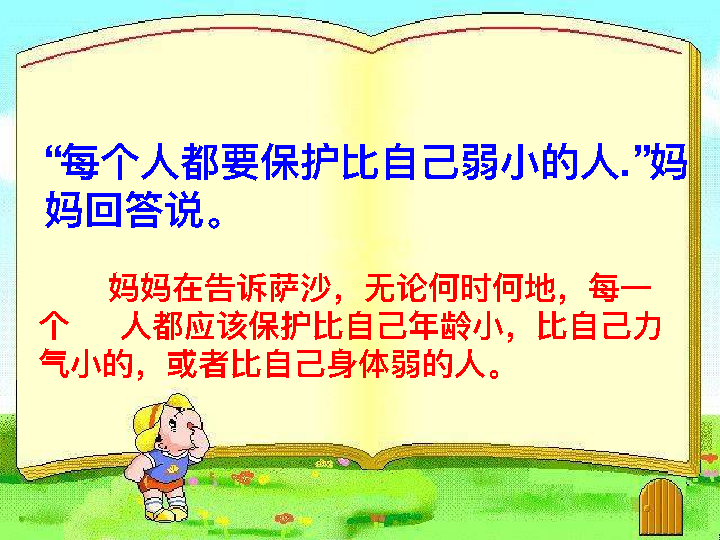 “每个人都要保护比自己弱小的人.”妈
妈回答说。
妈妈在告诉萨沙，无论何时何地，每一
个 人都应该保护比自己年龄小，比自己力
气小的，或者比自己身体弱的人。